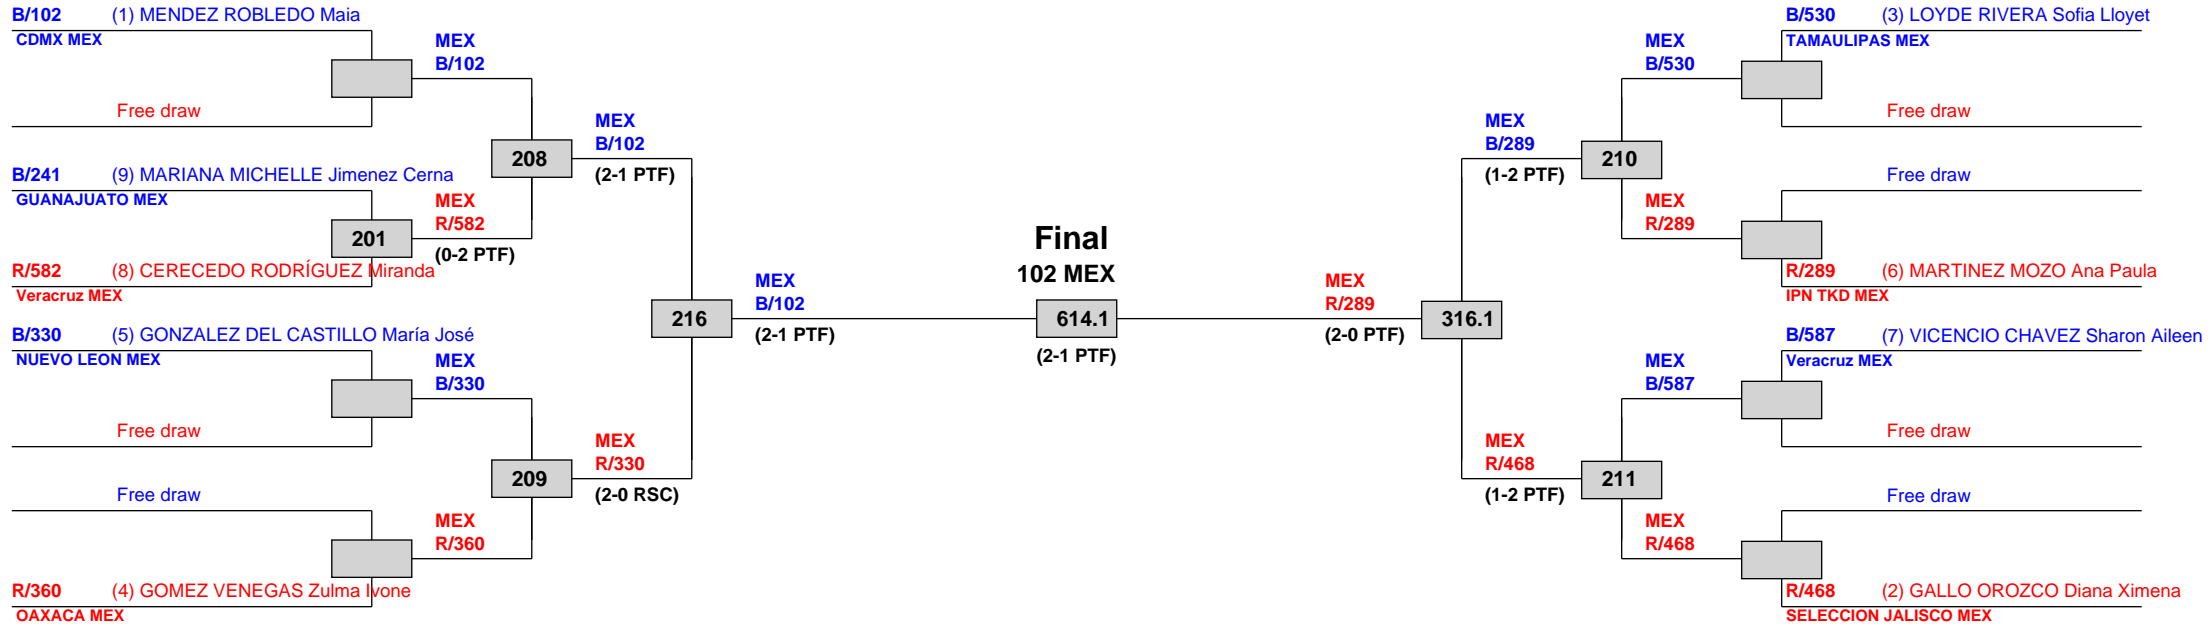 B/102 (1) MENDEZ ROBLEDO Maia
CDMX MEX
Free draw
B/241 (9) MARIANA MICHELLE Jimenez Cerna
GUANAJUATO MEX
R/582 (8) CERECEDO RODRÍGUEZ Miranda
Veracruz MEX
B/330 (5) GONZALEZ DEL CASTILLO María José
NUEVO LEON MEX
Free draw
Free draw
R/360 (4) GOMEZ VENEGAS Zulma Ivone
OAXACA MEX
MEX
B/102
201
MEX
R/582
(0-2 PTF)
MEX
B/330
MEX
R/360
208
MEX
B/102
(2-1 PTF)
209
MEX
R/330
(2-0 RSC)
216
MEX
B/102
(2-1 PTF)
Final
102 MEX
614.1
(2-1 PTF)
MEX
R/289
(2-0 PTF)
316.1
MEX
B/289
(1-2 PTF)
210
MEX
R/468
(1-2 PTF)
211
MEX
B/530
MEX
R/289
MEX
B/587
MEX
R/468
B/530 (3) LOYDE RIVERA Sofia Lloyet
TAMAULIPAS MEX
Free draw
Free draw
R/289 (6) MARTINEZ MOZO Ana Paula
IPN TKD MEX
B/587 (7) VICENCIO CHAVEZ Sharon Aileen
Veracruz MEX
Free draw
Free draw
R/468 (2) GALLO OROZCO Diana Ximena
SELECCION JALISCO MEX